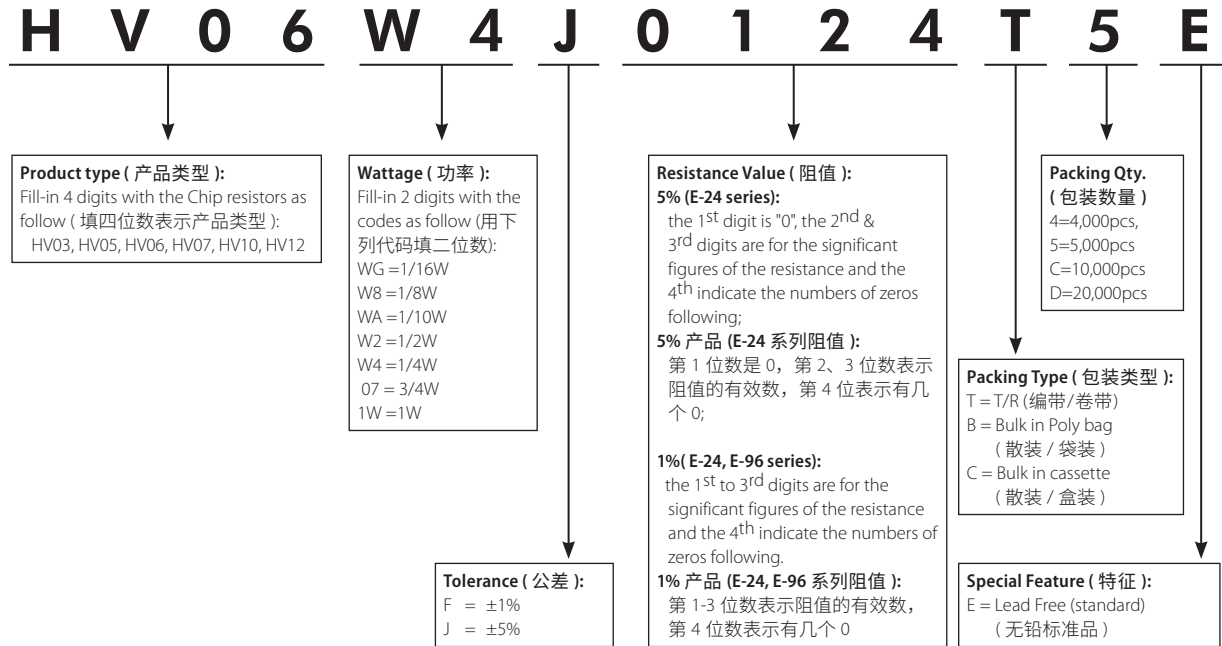 H V 0 6 W 4 J 0 1 2 4 T 5 E
Product type ( 产品类型 ):
Fill-in 4 digits with the Chip resistors as
follow ( 填四位数表示产品类型 ):
HV03, HV05, HV06, HV07, HV10, HV12
Wattage ( 功率 ):
Fill-in 2 digits with the
codes as follow (用下
列代码填二位数):
WG =1/16W
W8 =1/8W
WA =1/10W
W2 =1/2W
W4 =1/4W
07 = 3/4W
1W =1W
Tolerance ( 公差 ):
F = ±1%
J = ±5%
Resistance Value ( 阻值 ):
5% (E-24 series):
the 1st digit is "0", the 2nd &
3rd digits are for the significant
figures of the resistance and the
4th indicate the numbers of zeros
following;
5% 产品 (E-24 系列阻值 ):
第 1 位数是 0，第 2、3 位数表示
阻值的有效数，第 4 位表示有几
个 0;
1%( E-24, E-96 series):
the 1st to 3rd digits are for the
significant figures of the resistance
and the 4th indicate the numbers of
zeros following.
1% 产品 (E-24, E-96 系列阻值 ):
第 1-3 位数表示阻值的有效数，
第 4 位数表示有几个 0
Packing Qty.
( 包装数量 )
4=4,000pcs,
5=5,000pcs
C=10,000pcs
D=20,000pcs
Packing Type ( 包装类型 ):
T = T/R (编带/卷带)
B = Bulk in Poly bag
( 散装 / 袋装 )
C = Bulk in cassette
( 散装 / 盒装 )
Special Feature ( 特征 ):
E = Lead Free (standard)
( 无铅标准品 )